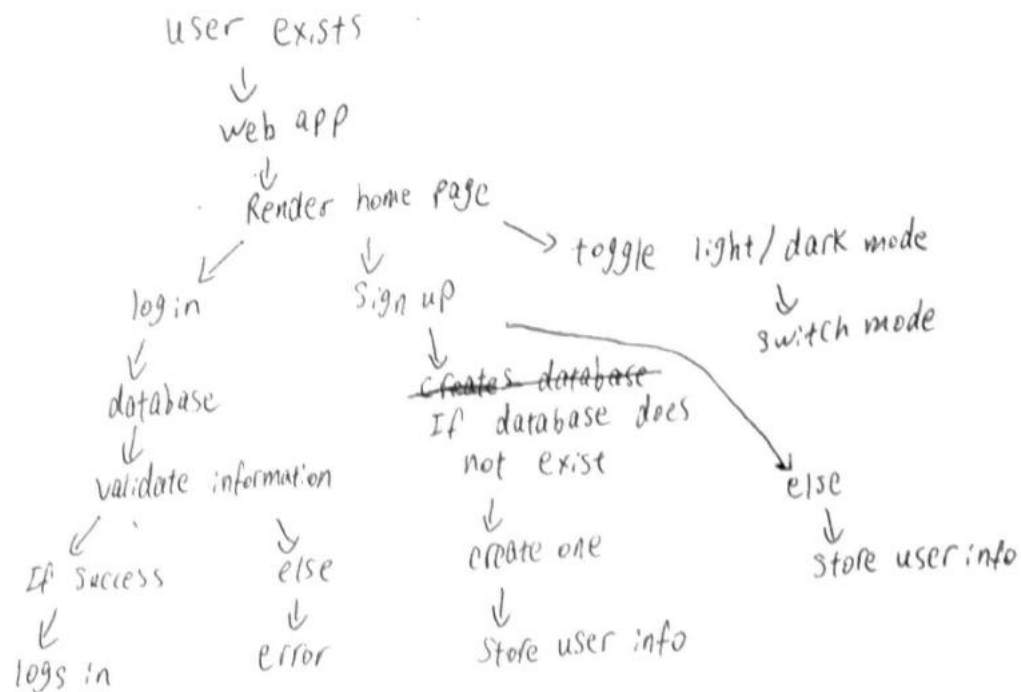 user exists
web app
Render home page
toggle light/dark mode
login
Sign up
switch mode
database
creates database
If database does
not exist
validate information
else
If success
else
create one
store user info
logs in
error
store user info